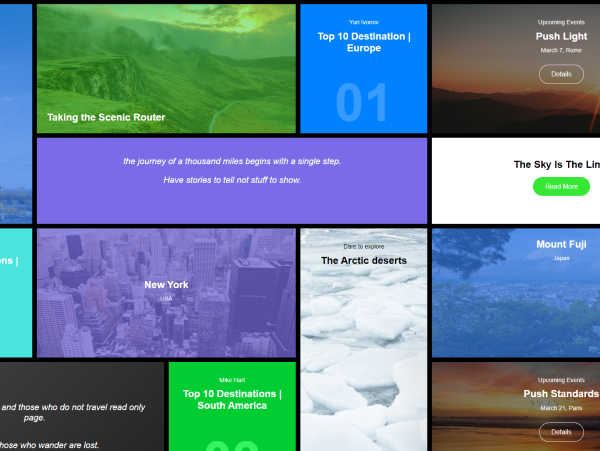 Yuri Ivonov
Top 10 Destination |
Europe
01
Upcoming Events
Push Light
March 7, Rome
Details
Taking the Scenic Router
the journey of a thousand miles begins with a single step.
Have stories to tell not stuff to show.
The Sky Is The Lim
Read More
ons |
New York
USA
Dare to explore
The Arctic deserts
Mount Fuji
Japan
and those who do not travel read only
page.
hose who wander are lost.
Mike Hart
Top 10 Destinations |
South America
Upcoming Events
Push Standards
March 21, Paris
Details